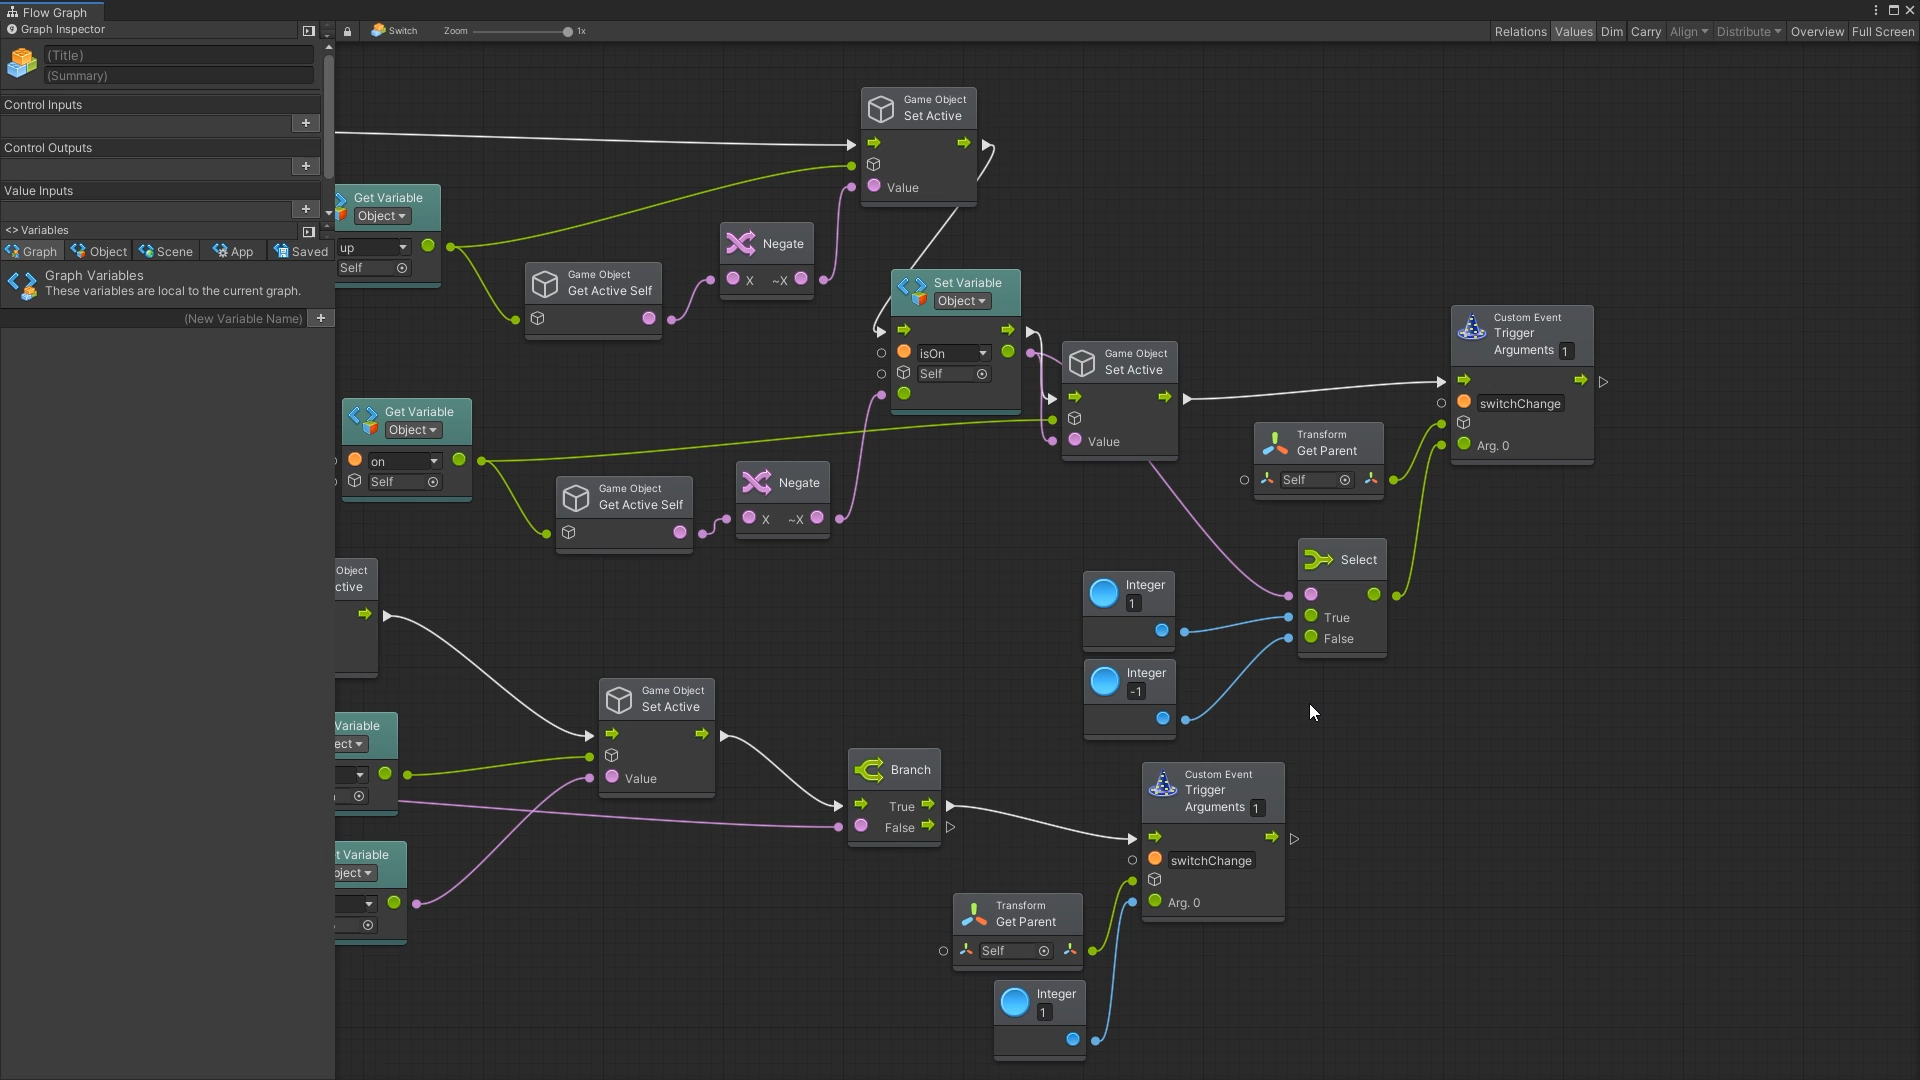 Flow Graph
Graph Inspector
Switch
Zoom
1x
Relations
Values
Dim
Carry
Align
Distribute
Overview
Full Screen
(Title)
(Summary)
Control Inputs
+
Control Outputs
+
Value Inputs
+
<> Variables
Graph
Object
Scene
App
Saved
Graph Variables
These variables are local to the current graph.
(New Variable Name)
+
Game Object
Set Active
Value
Get Variable
Object
up
Self
Game Object
Get Active Self
Negate
X ~X
Set Variable
Object
isOn
Self
Game Object
Set Active
Value
Custom Event
Trigger
Arguments 1
switchChange
Arg. 0
Transform
Get Parent
Self
Get Variable
Object
on
Self
Game Object
Get Active Self
Negate
X ~X
Select
True
False
Integer
1
Integer
-1
Object
ctive
Game Object
Set Active
Value
Variable
ect
Branch
True
False
Custom Event
Trigger
Arguments 1
switchChange
Arg. 0
t Variable
bject
Transform
Get Parent
Self
Integer
1